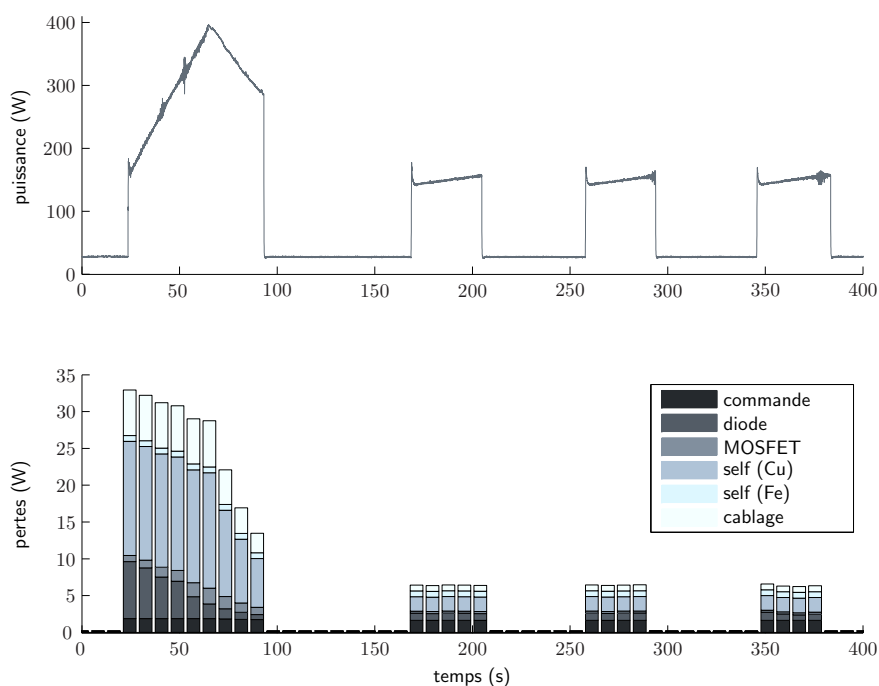 puissance (W)
400
300
200
100
0
0 50 100 150 200 250 300 350 400
pertes (W)
35
30
25
20
15
10
5
0
commande
diode
MOSFET
self (Cu)
self (Fe)
cablage
0 50 100 150 200 250 300 350 400
temps (s)